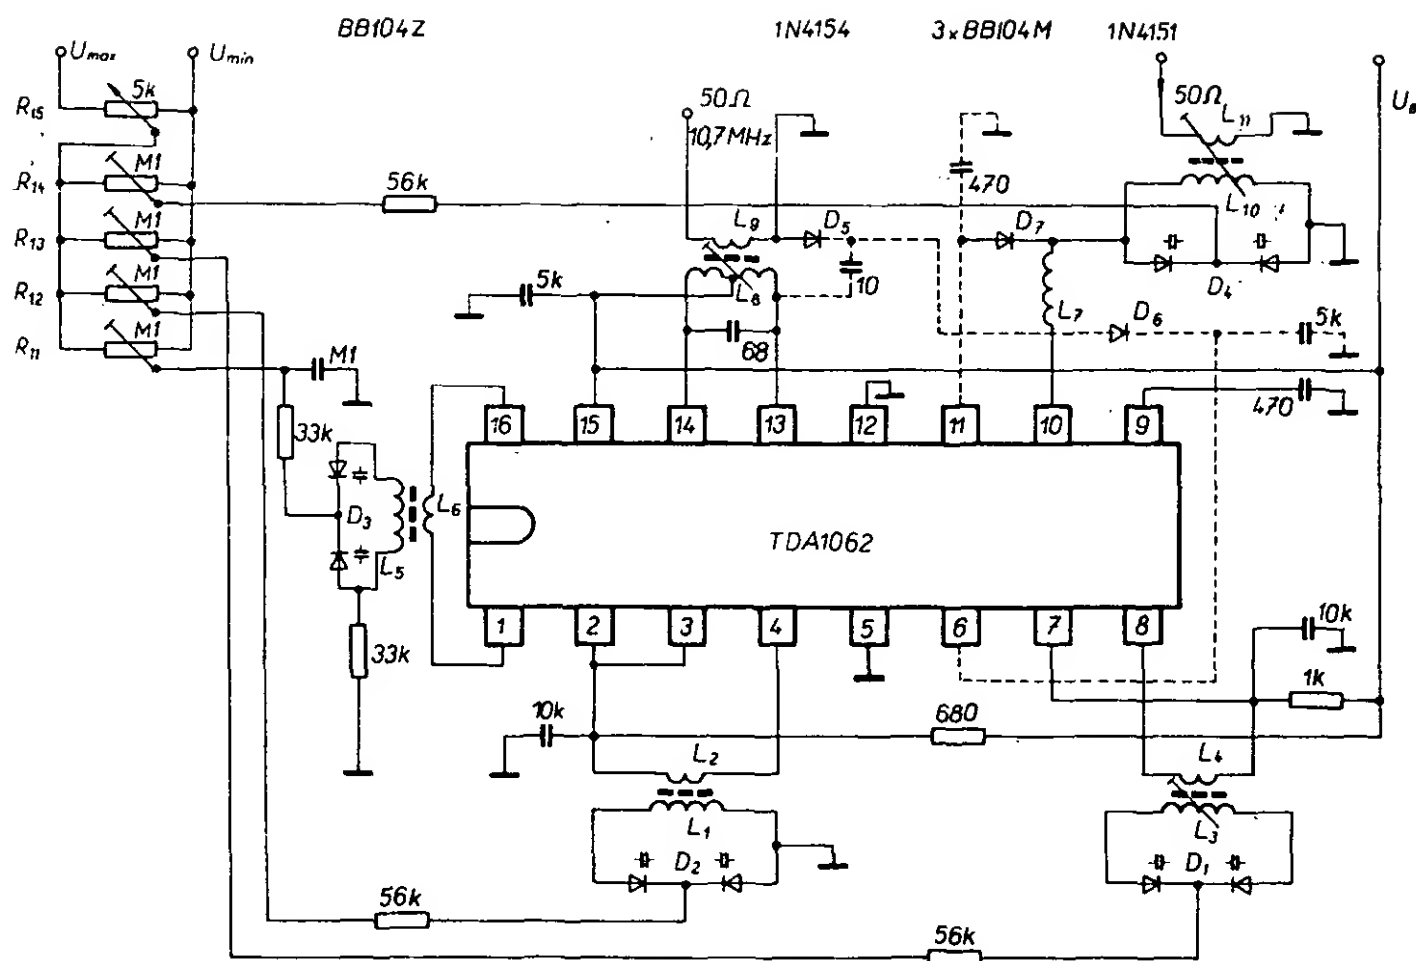 BB104Z 1N4154 3xBB104M 1N4151
Umax Umin
R15 5k
50Ω
10,7MHz
50Ω L11
R14 M1
56k
470
L10
R13 M1
L9 D5 D7
D4
5k
L8
10
L7
D6
5k
R12 M1
68
R11 M1
M1
470
33k
16 15 14 13 12 11 10 9
D3 L5 L6
TDA1062
1 2 3 4 5 6 7 8
33k
10k
1k
10k
680
L2
L4
L1
L3
D2
D1
56k
56k